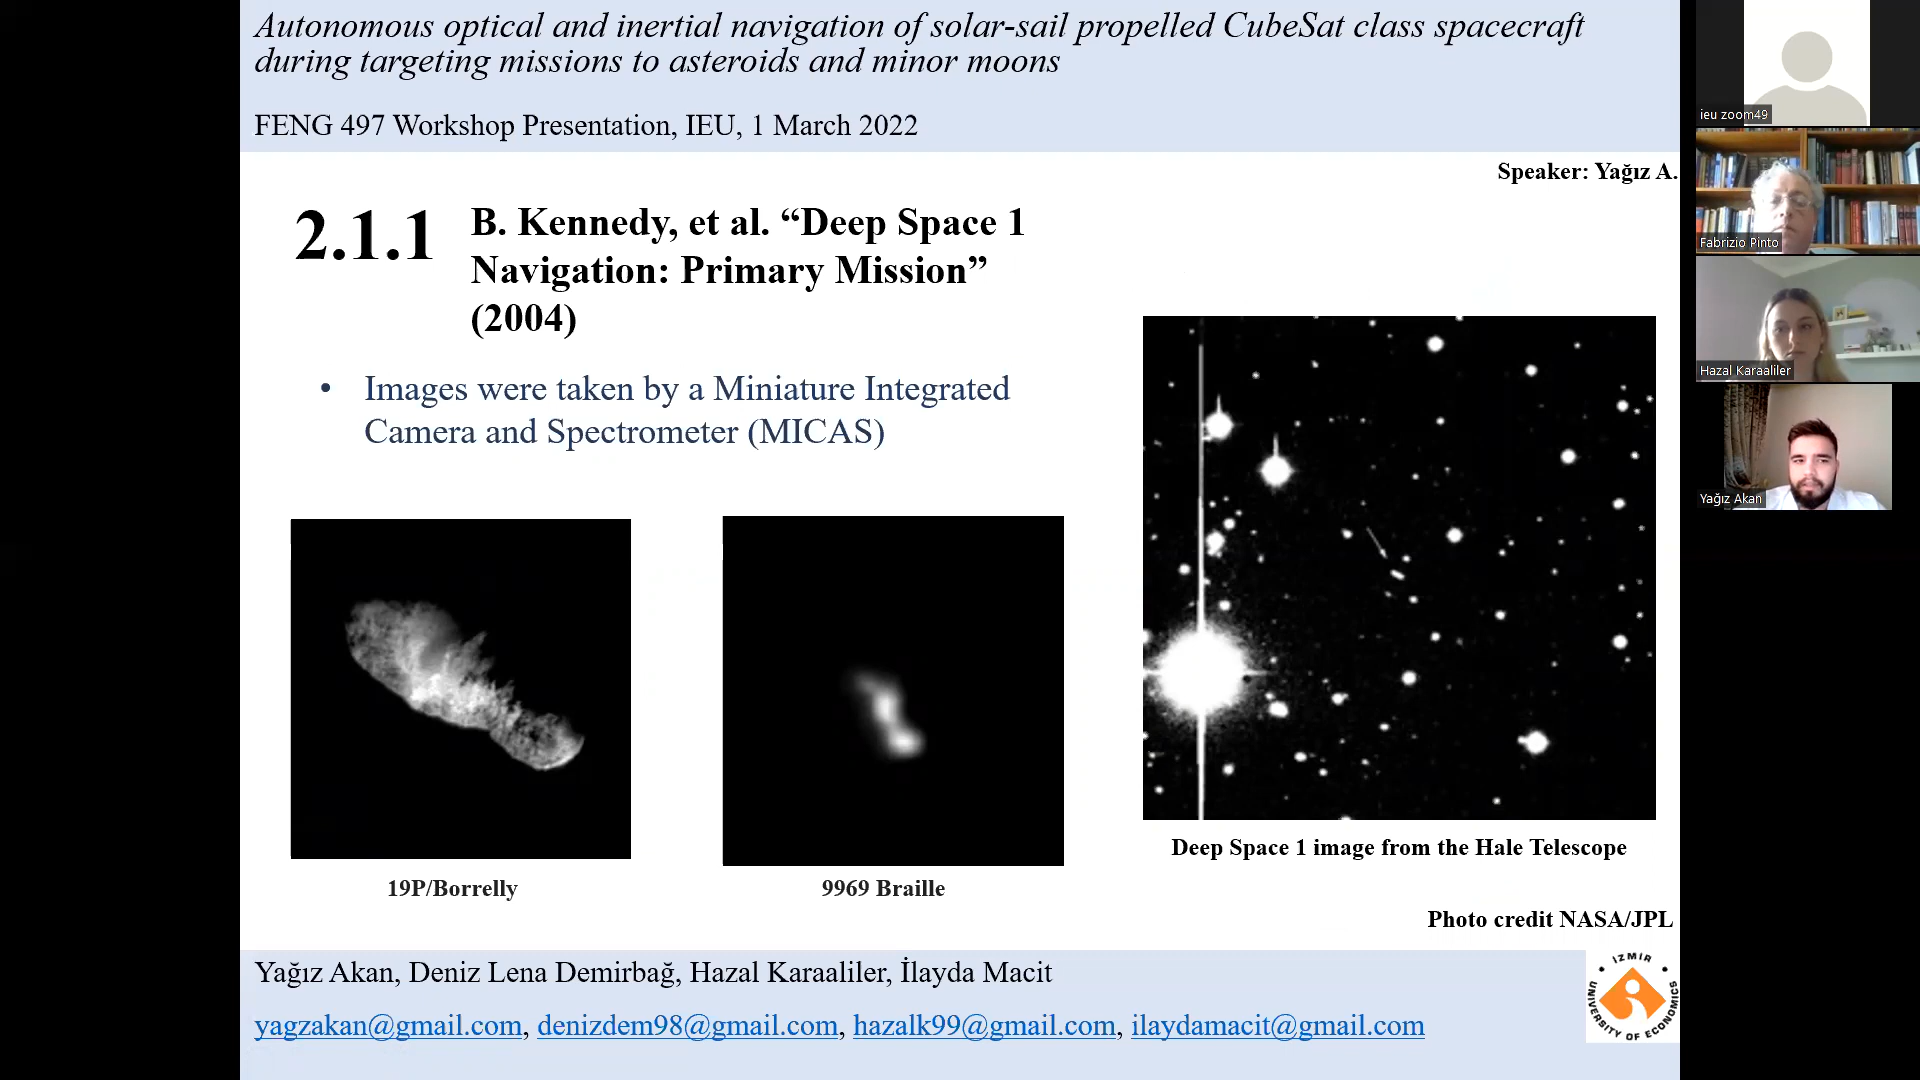 Autonomous optical and inertial navigation of solar-sail propelled CubeSat class spacecraft
during targeting missions to asteroids and minor moons
FENG 497 Workshop Presentation, IEU, 1 March 2022
Speaker: Yağız A.
2.1.1
B. Kennedy, et al. “Deep Space 1
Navigation: Primary Mission”
(2004)
• Images were taken by a Miniature Integrated
Camera and Spectrometer (MICAS)
19P/Borrelly
9969 Braille
Deep Space 1 image from the Hale Telescope
Photo credit NASA/JPL
Yağız Akan, Deniz Lena Demirbağ, Hazal Karaaliler, İlayda Macit
yagzakan@gmail.com, denizdem98@gmail.com, hazalk99@gmail.com, ilaydamacit@gmail.com
IZMIR
UNIVERSITY OF ECONOMICS
ieu zoom49
Fabrizio Pinto
Hazal Karaaliler
Yağız Akan